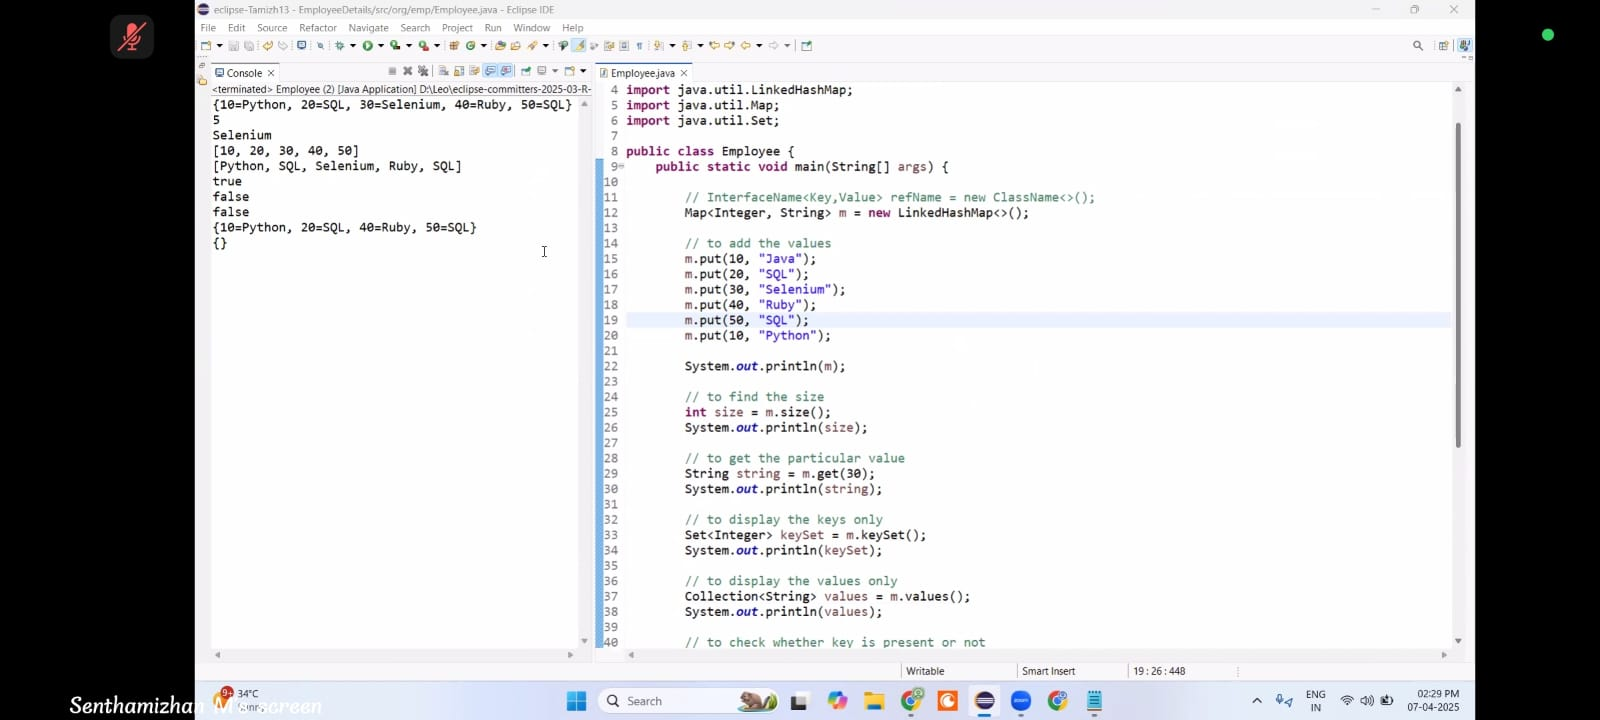 eclipse-Tamizh13 - EmployeeDetails/src/org/emp/Employee.java - Eclipse IDE
File Edit Source Refactor Navigate Search Project Run Window Help
Console
<terminated> Employee (2) [Java Application] D:\Leo\eclipse-committers-2025-03-R-
{10=Python, 20=SQL, 30=Selenium, 40=Ruby, 50=SQL}
5
Selenium
[10, 20, 30, 40, 50]
[Python, SQL, Selenium, Ruby, SQL]
true
false
false
{10=Python, 20=SQL, 40=Ruby, 50=SQL}
{}
Employee.java
4 import java.util.LinkedHashMap;
5 import java.util.Map;
6 import java.util.Set;
7
8 public class Employee {
9 public static void main(String[] args) {
10
11 // InterfaceName<Key,Value> refName = new ClassName<>();
12 Map<Integer, String> m = new LinkedHashMap<>();
13
14 // to add the values
15 m.put(10, "Java");
16 m.put(20, "SQL");
17 m.put(30, "Selenium");
18 m.put(40, "Ruby");
19 m.put(50, "SQL");
20 m.put(10, "Python");
21
22 System.out.println(m);
23
24 // to find the size
25 int size = m.size();
26 System.out.println(size);
27
28 // to get the particular value
29 String string = m.get(30);
30 System.out.println(string);
31
32 // to display the keys only
33 Set<Integer> keySet = m.keySet();
34 System.out.println(keySet);
35
36 // to display the values only
37 Collection<String> values = m.values();
38 System.out.println(values);
39
40 // to check whether key is present or not
Writable Smart Insert 19 : 26 : 448
9+ 34°C
Senthamizhan M's screen
Search
ENG
IN
02:29 PM
07-04-2025